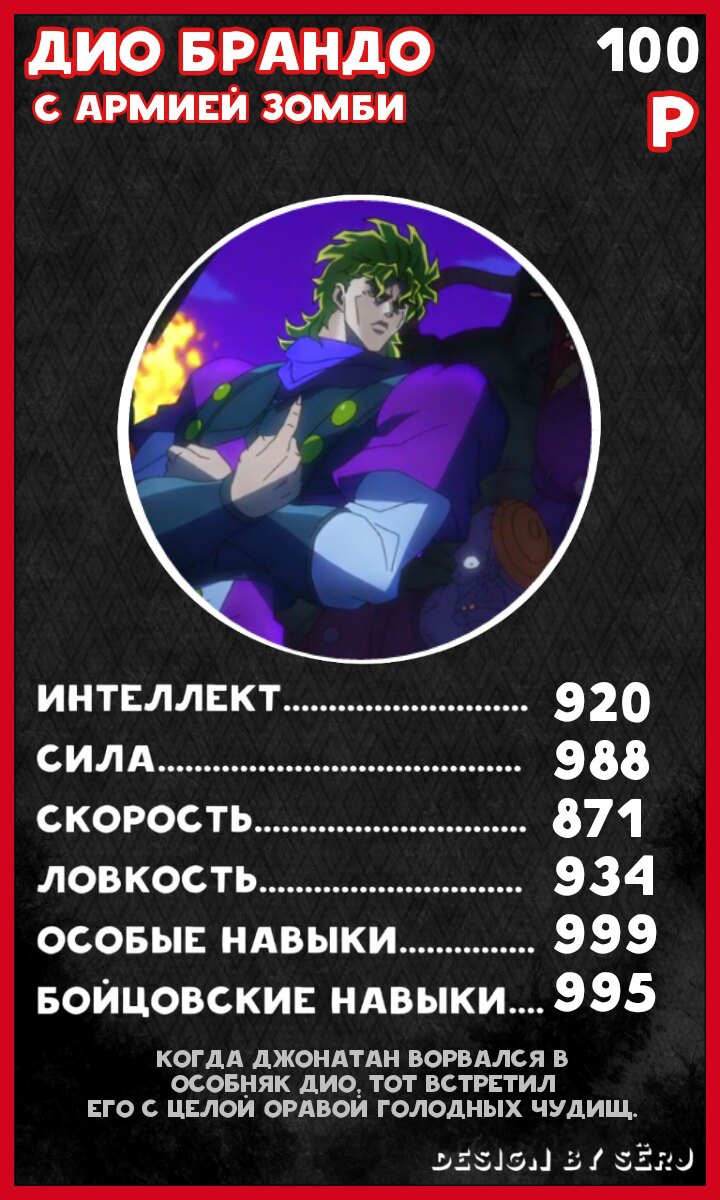 ДИО БРАНДО 100
С АРМИЕЙ ЗОМБИ Р
ИНТЕЛЛЕКТ........................... 920
СИЛА........................................ 988
СКОРОСТЬ.............................. 871
ЛОВКОСТЬ............................. 934
ОСОБЫЕ НАВЫКИ............... 999
БОЙЦОВСКИЕ НАВЫКИ.... 995
КОГДА ДЖОНАТАН ВОРВАЛСЯ В
ОСОБНЯК ДИО, ТОТ ВСТРЕТИЛ
ЕГО С ЦЕЛОЙ ОРАВОЙ ГОЛОДНЫХ ЧУДИЩ.
DESIGN BY SЁRJ